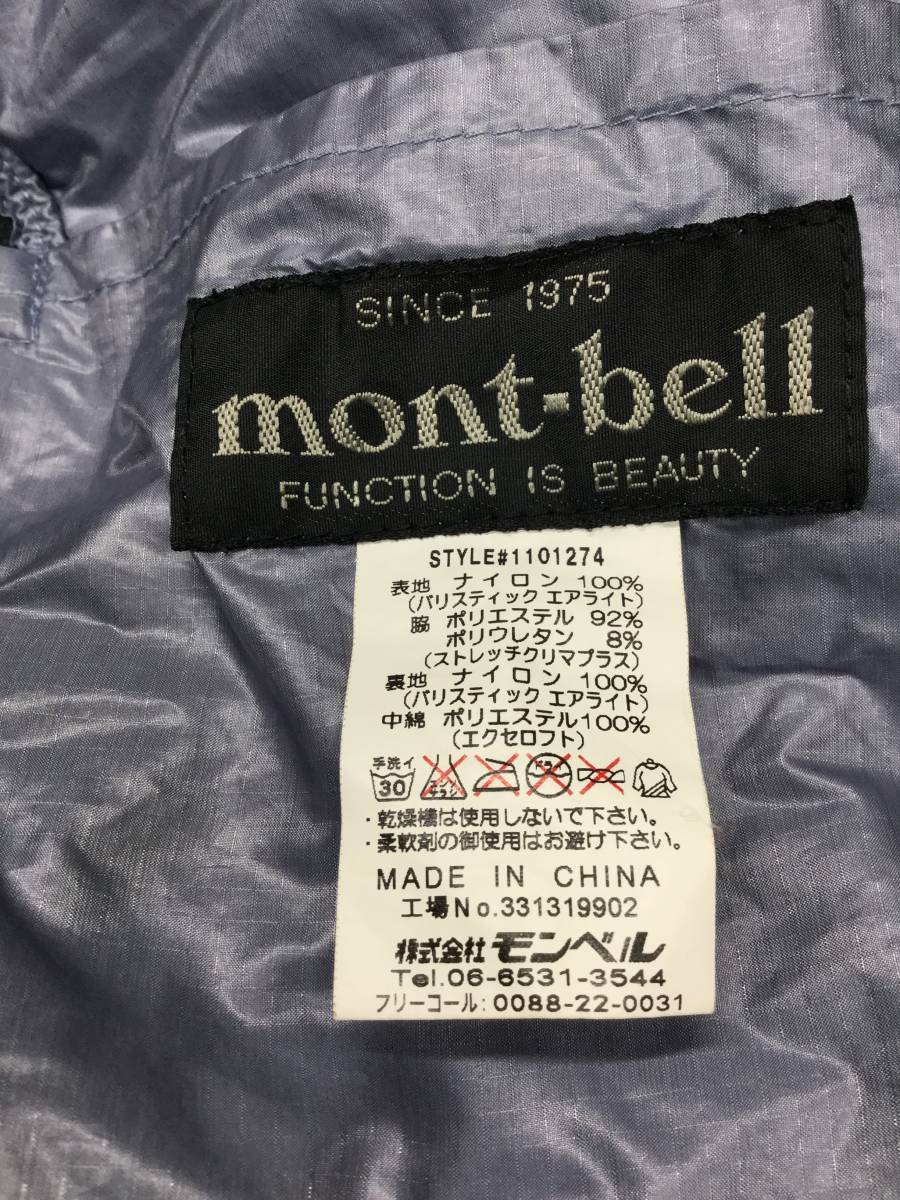 SINCE 1975
mont-bell
FUNCTION IS BEAUTY
STYLE#1101274
表地 ナイロン 100%
(バリスティック エアライト)
脇 ポリエステル 92%
ポリウレタン 8%
(ストレッチクリマプラス)
裏地 ナイロン 100%
(バリスティック エアライト)
中綿 ポリエステル100%
(エクセロフト)
手洗イ
30
ドライ
・乾燥機は使用しないで下さい。
・柔軟剤の御使用はお避け下さい。
MADE IN CHINA
工場No.331319902
株式会社 モンベル
Tel.06-6531-3544
フリーコール:0088-22-0031